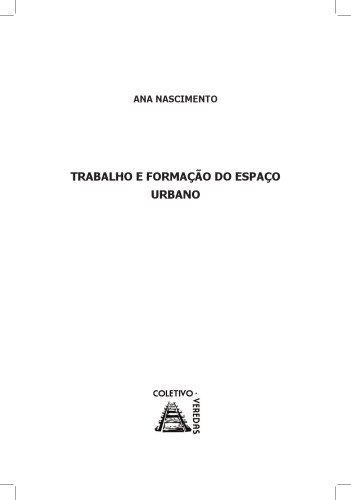 ANA NASCIMENTO
TRABALHO E FORMAÇÃO DO ESPAÇO
URBANO
COLETIVO ·
VEREDAS